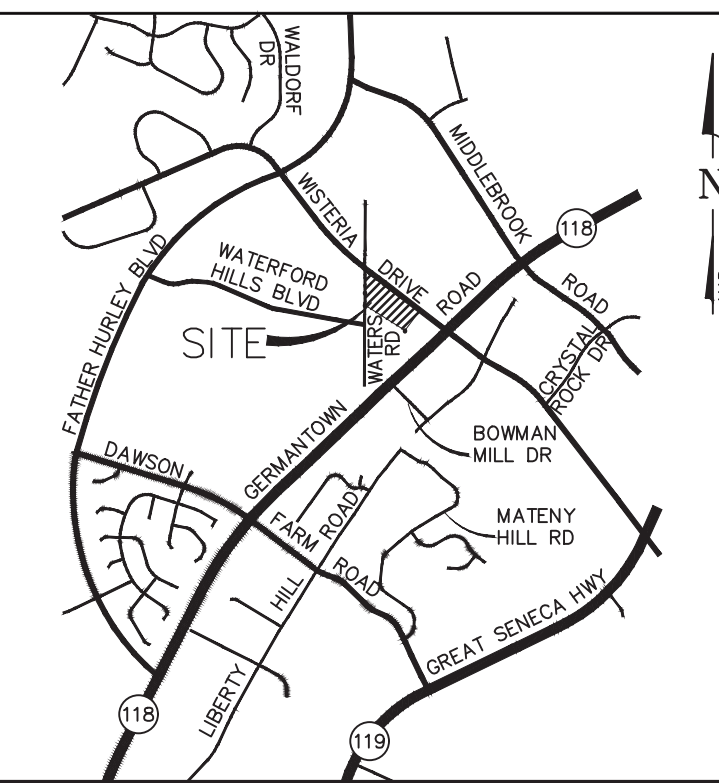 WALDORF
DR
MIDDLEBROOK
WISTERIA
118
N
WATERFORD
HILLS BLVD
DRIVE
ROAD
ROAD
FATHER HURLEY BLVD
SITE
WATERS
RD
CRYSTAL
ROCK DR
GERMANTOWN
BOWMAN
MILL DR
DAWSON
FARM
ROAD
MATENY
HILL RD
ROAD
HILL
GREAT SENECA HWY
LIBERTY
118
119